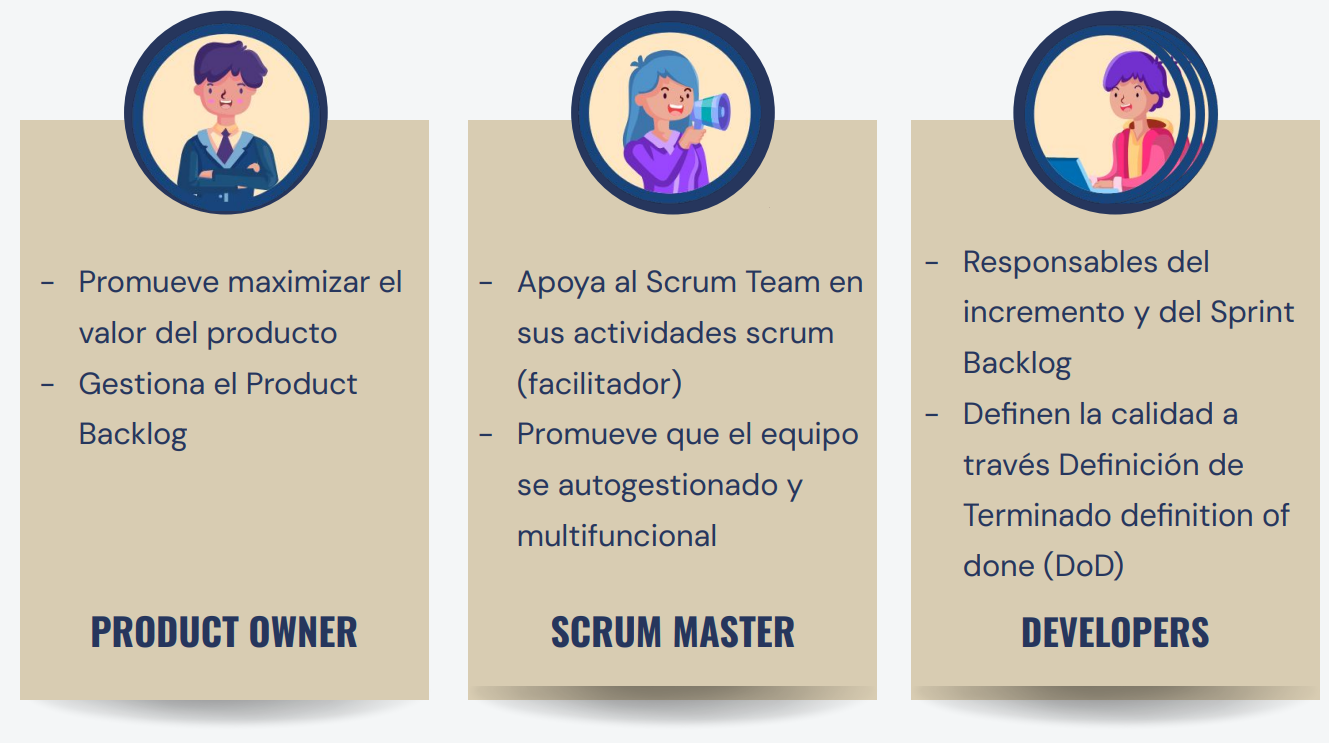 - Promueve maximizar el
valor del producto
- Gestiona el Product
Backlog
PRODUCT OWNER
- Apoya al Scrum Team en
sus actividades scrum
(facilitador)
- Promueve que el equipo
se autogestionado y
multifuncional
SCRUM MASTER
- Responsables del
incremento y del Sprint
Backlog
- Definen la calidad a
través Definición de
Terminado definition of
done (DoD)
DEVELOPERS